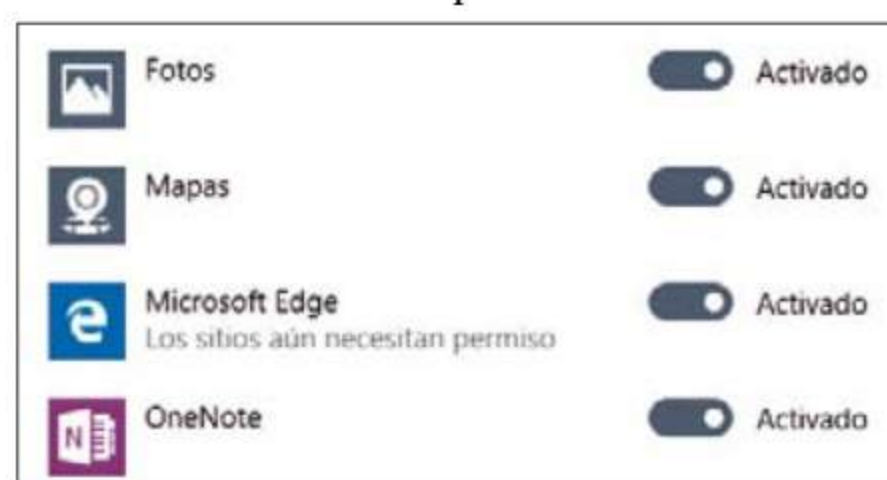 Fotos
Activado
Mapas
Activado
Microsoft Edge
Los sitios aún necesitan permiso
Activado
OneNote
Activado